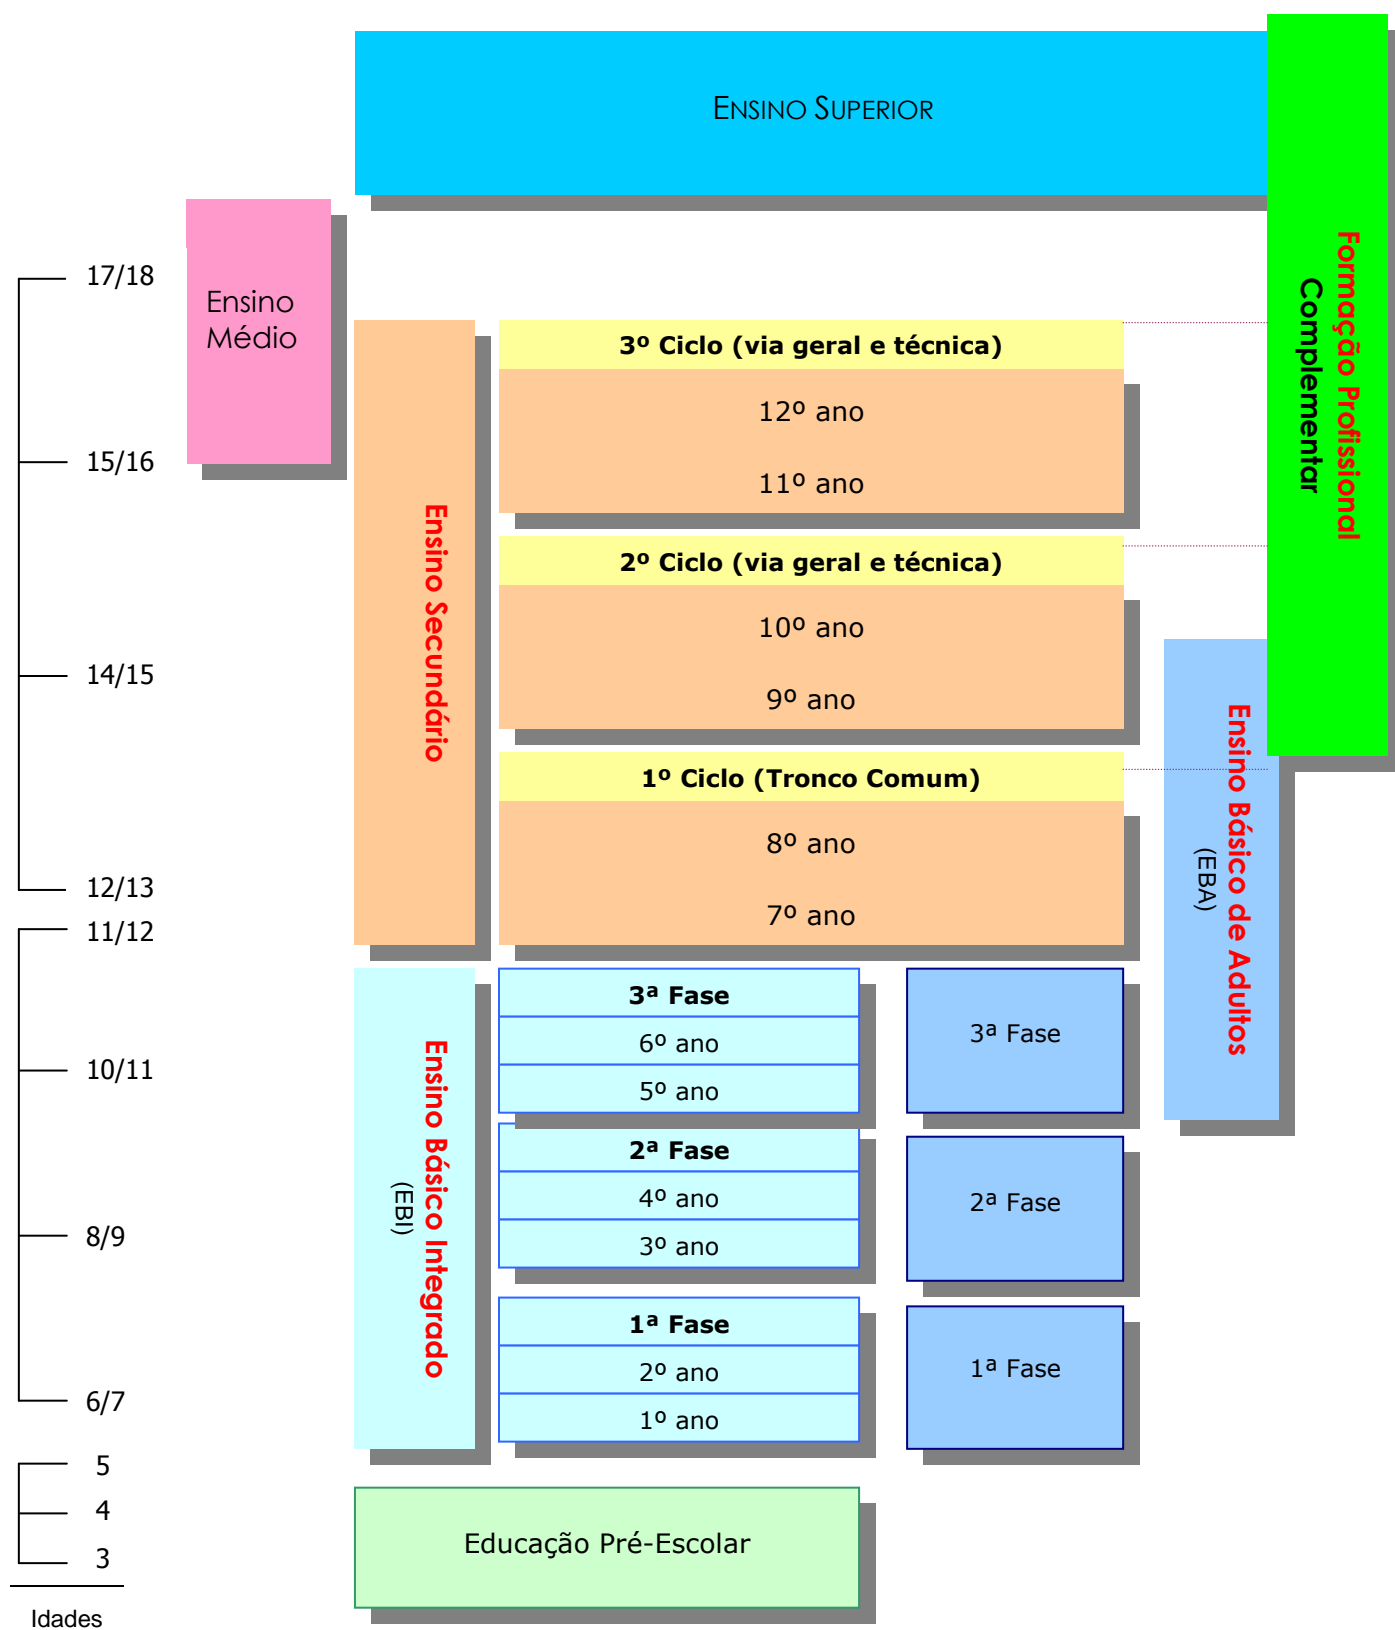 ENSINO SUPERIOR
Formação Profissional
Complementar
17/18
Ensino
Médio
3º Ciclo (via geral e técnica)
12º ano
15/16
11º ano
Ensino Secundário
2º Ciclo (via geral e técnica)
10º ano
14/15
9º ano
Ensino Básico de Adultos
(EBA)
1º Ciclo (Tronco Comum)
8º ano
12/13
7º ano
11/12
3ª Fase
6º ano
5º ano
3ª Fase
10/11
Ensino Básico Integrado
(EBI)
2ª Fase
4º ano
3º ano
2ª Fase
8/9
1ª Fase
2º ano
1º ano
1ª Fase
6/7
5
4
3
Educação Pré-Escolar
Idades